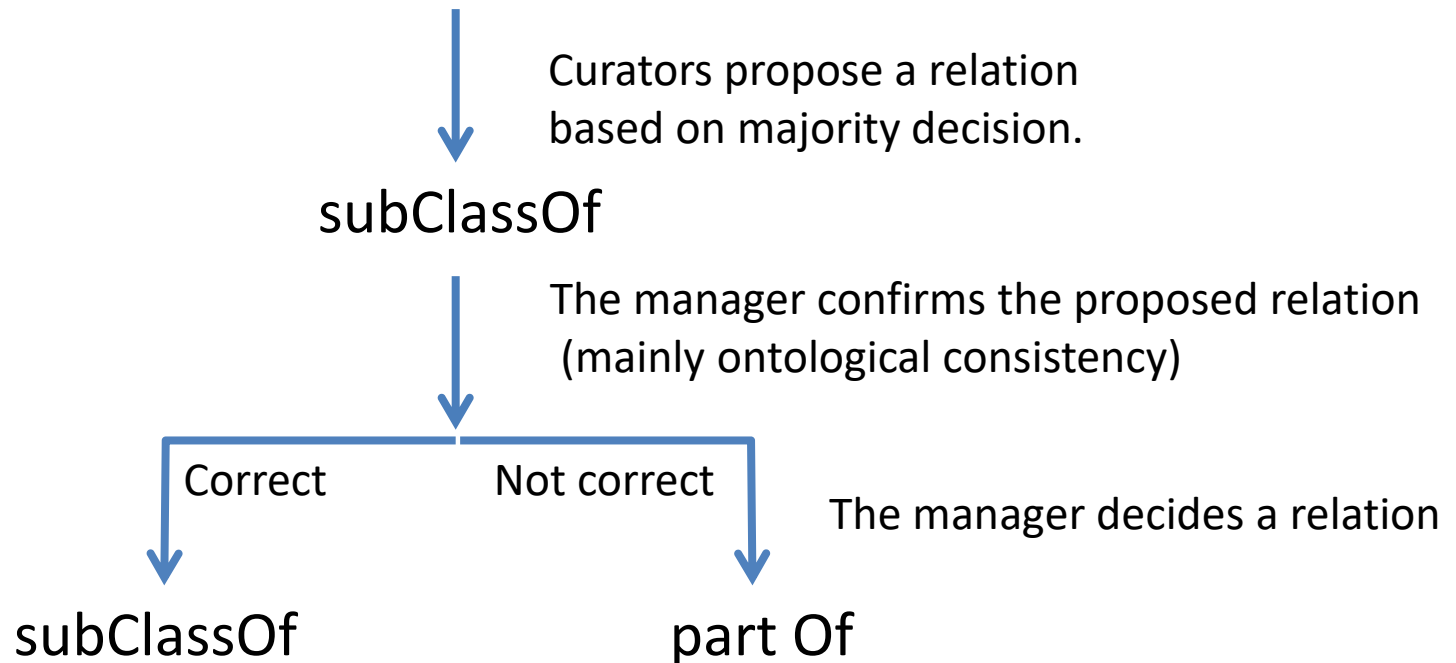 Curators propose a relation
based on majority decision.
subClassOf
The manager confirms the proposed relation
(mainly ontological consistency)
Correct
Not correct
The manager decides a relation
subClassOf
part Of